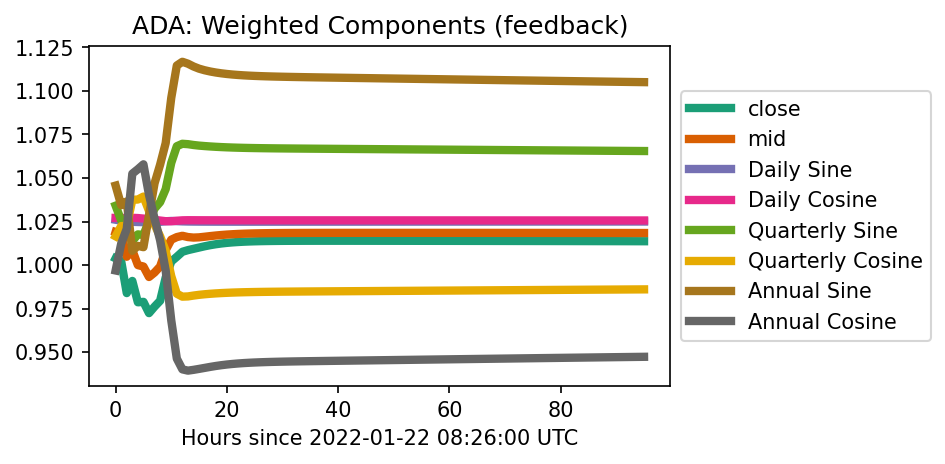 ADA: Weighted Components (feedback)
1.125
1.100
1.075
1.050
1.025
1.000
0.975
0.950
0 20 40 60 80
Hours since 2022-01-22 08:26:00 UTC
close
mid
Daily Sine
Daily Cosine
Quarterly Sine
Quarterly Cosine
Annual Sine
Annual Cosine